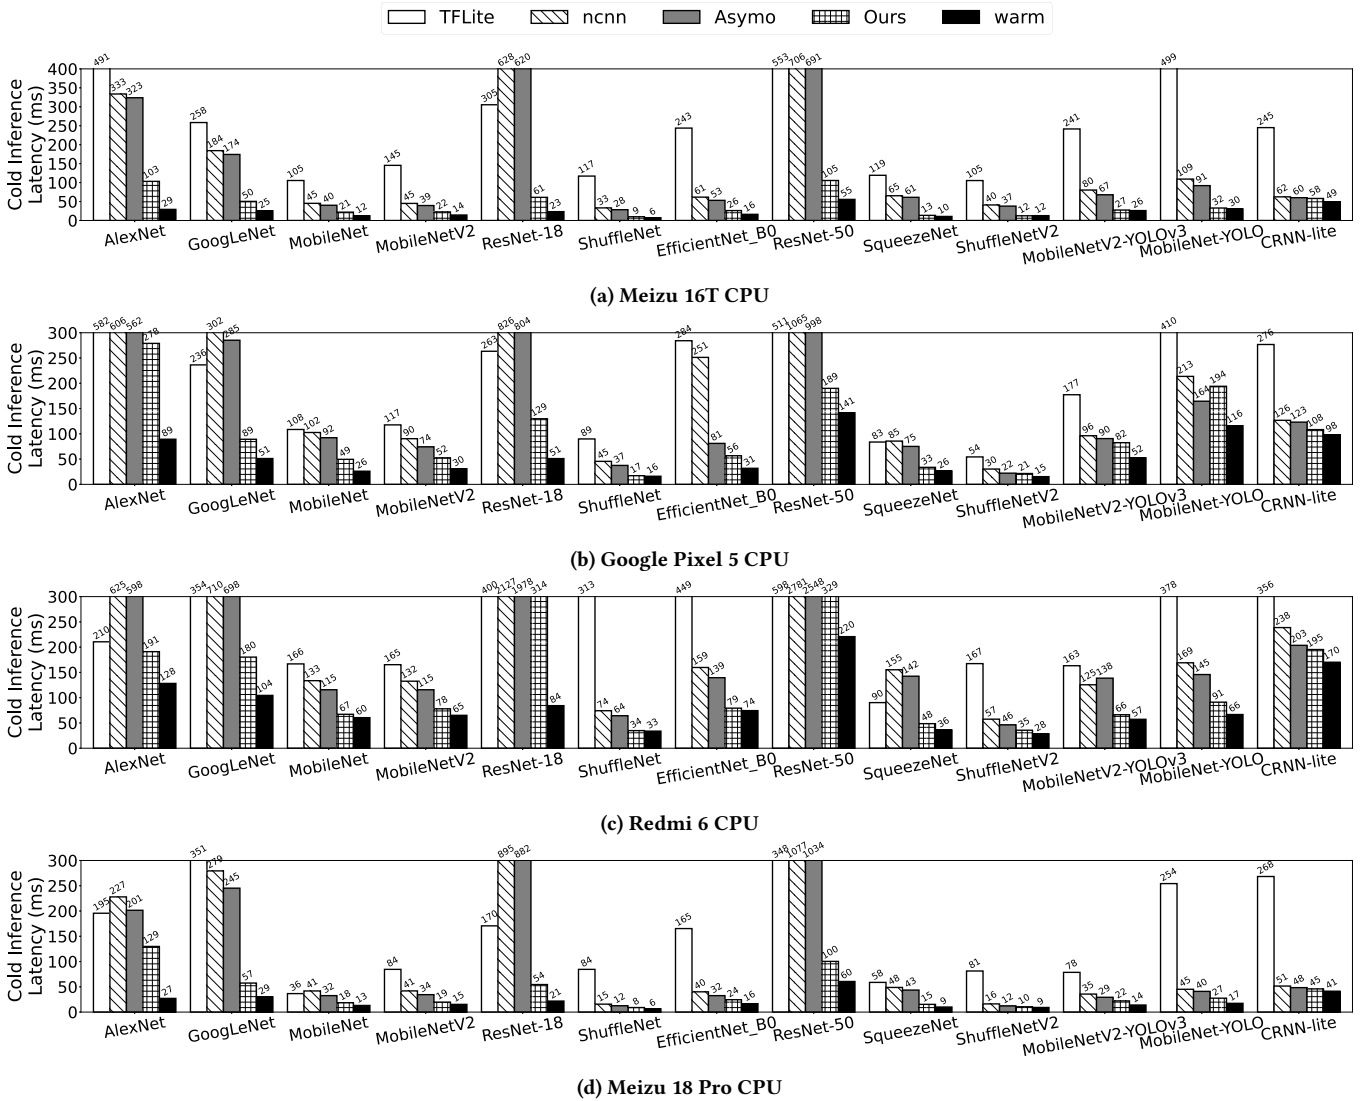 TFLite ncnn Asymo Ours warm
Cold Inference
Latency (ms)
400
350
300
250
200
150
100
50
0
491 333 323 103 29
258 184 174 50 25
105 45 40 21 12
145 45 39 22 14
305 628 620 61 23
117 33 28 9 6
243 61 53 26 16
553 706 691 105 55
119 65 61 13 10
105 40 37 12 12
241 80 67 27 26
499 109 91 32 30
245 62 60 58 49
AlexNet GoogLeNet MobileNet MobileNetV2 ResNet-18 ShuffleNet EfficientNet_B0 ResNet-50 SqueezeNet ShuffleNetV2 MobileNetV2-YOLOv3 MobileNet-YOLO CRNN-lite
(a) Meizu 16T CPU
Cold Inference
Latency (ms)
300
250
200
150
100
50
0
582 606 562 278 89
236 302 285 89 51
108 102 92 49 26
117 90 74 52 30
263 826 804 129 51
89 45 37 17 16
284 251 81 56 31
511 1065 998 189 141
83 85 75 33 26
54 30 22 21 15
177 96 90 82 52
410 213 164 194 116
276 126 123 108 98
AlexNet GoogLeNet MobileNet MobileNetV2 ResNet-18 ShuffleNet EfficientNet_B0 ResNet-50 SqueezeNet ShuffleNetV2 MobileNetV2-YOLOv3 MobileNet-YOLO CRNN-lite
(b) Google Pixel 5 CPU
Cold Inference
Latency (ms)
300
250
200
150
100
50
0
210 625 598 191 128
354 710 698 180 104
166 133 115 67 60
165 132 115 78 65
400 2127 1978 314 84
313 74 64 34 33
449 159 139 79 74
598 2781 2548 329 220
90 155 142 48 36
167 57 46 35 28
163 125 138 66 57
378 169 145 91 66
356 238 203 195 170
AlexNet GoogLeNet MobileNet MobileNetV2 ResNet-18 ShuffleNet EfficientNet_B0 ResNet-50 SqueezeNet ShuffleNetV2 MobileNetV2-YOLOv3 MobileNet-YOLO CRNN-lite
(c) Redmi 6 CPU
Cold Inference
Latency (ms)
300
250
200
150
100
50
0
195 227 201 129 27
351 279 245 57 29
36 41 32 18 13
84 41 34 19 15
170 895 882 54 21
84 15 12 8 6
165 40 32 24 16
348 1077 1034 100 60
58 48 43 15 9
81 16 12 10 9
78 35 29 22 14
254 45 40 27 17
268 51 48 45 41
AlexNet GoogLeNet MobileNet MobileNetV2 ResNet-18 ShuffleNet EfficientNet_B0 ResNet-50 SqueezeNet ShuffleNetV2 MobileNetV2-YOLOv3 MobileNet-YOLO CRNN-lite
(d) Meizu 18 Pro CPU